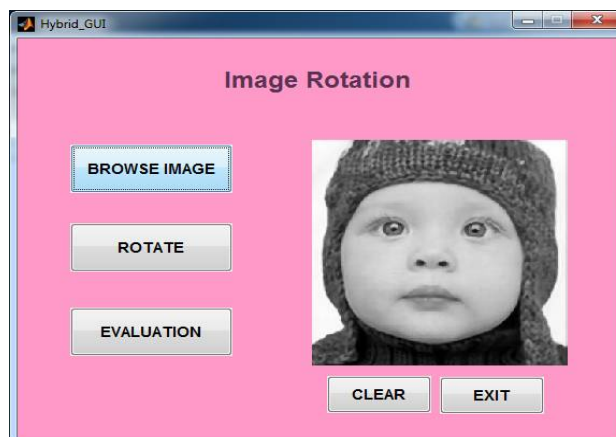 Hybrid_GUI
Image Rotation
BROWSE IMAGE
ROTATE
EVALUATION
CLEAR
EXIT